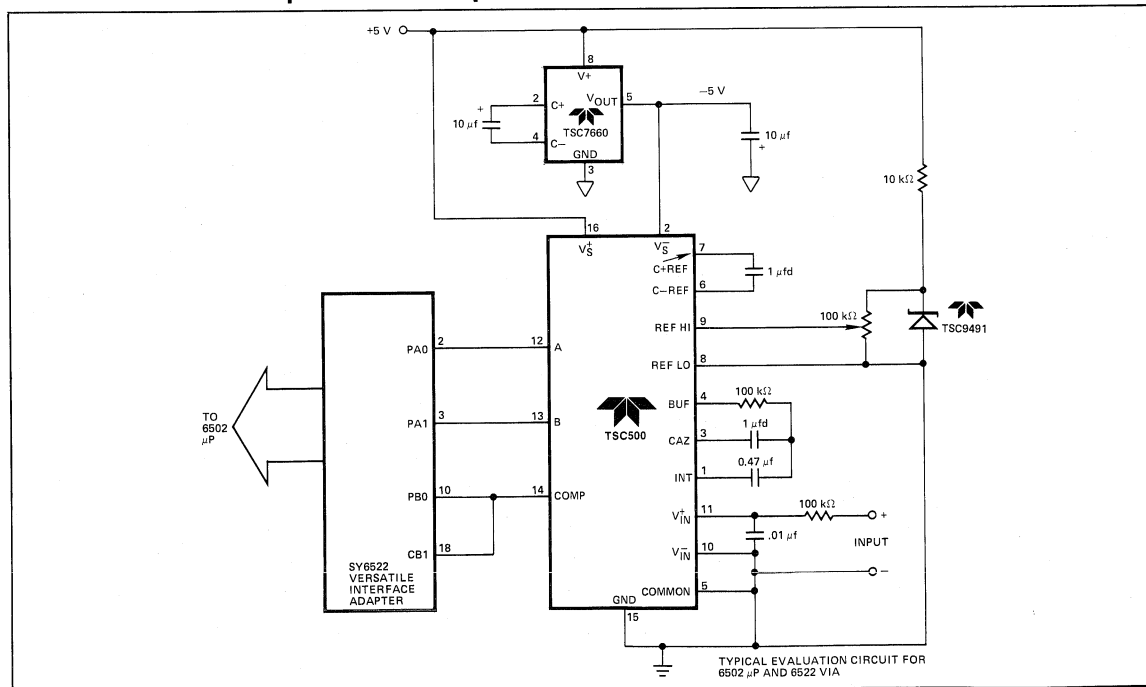 +5 V
8
V+
2
C+
VOUT
5
−5 V
+
10 μf
TSC7660
10 μf
+
4
C−
GND
3
10 kΩ
16
2
V+S
V−S
7
C+REF
1 μfd
C−REF
6
100 kΩ
TSC9491
REF HI
9
PA0
2
12
A
REF LO
8
100 kΩ
BUF
4
TO
6502
μP
PA1
3
13
B
TSC500
1 μfd
CAZ
3
0.47 μf
INT
1
PB0
10
14
COMP
100 kΩ
V+IN
11
+
.01 μf
INPUT
CB1
18
V−IN
10
−
SY6522
VERSATILE
INTERFACE
ADAPTER
COMMON
5
GND
15
TYPICAL EVALUATION CIRCUIT FOR
6502 μP AND 6522 VIA